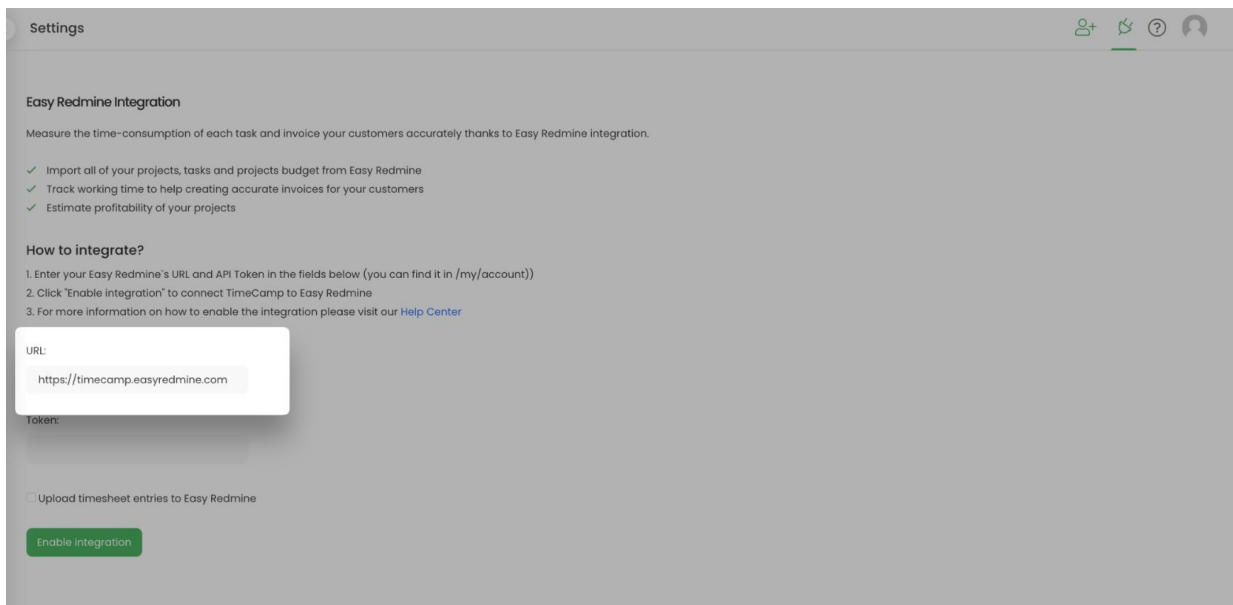 Settings
Easy Redmine Integration
Measure the time-consumption of each task and invoice your customers accurately thanks to Easy Redmine integration.
Import all of your projects, tasks and projects budget from Easy Redmine
Track working time to help creating accurate invoices for your customers
Estimate profitability of your projects
How to integrate?
1. Enter your Easy Redmine`s URL and API Token in the fields below (you can find it in /my/account))
2. Click "Enable integration" to connect TimeCamp to Easy Redmine
3. For more information on how to enable the integration please visit our Help Center
URL:
https://timecamp.easyredmine.com
Token:
Upload timesheet entries to Easy Redmine
Enable integration